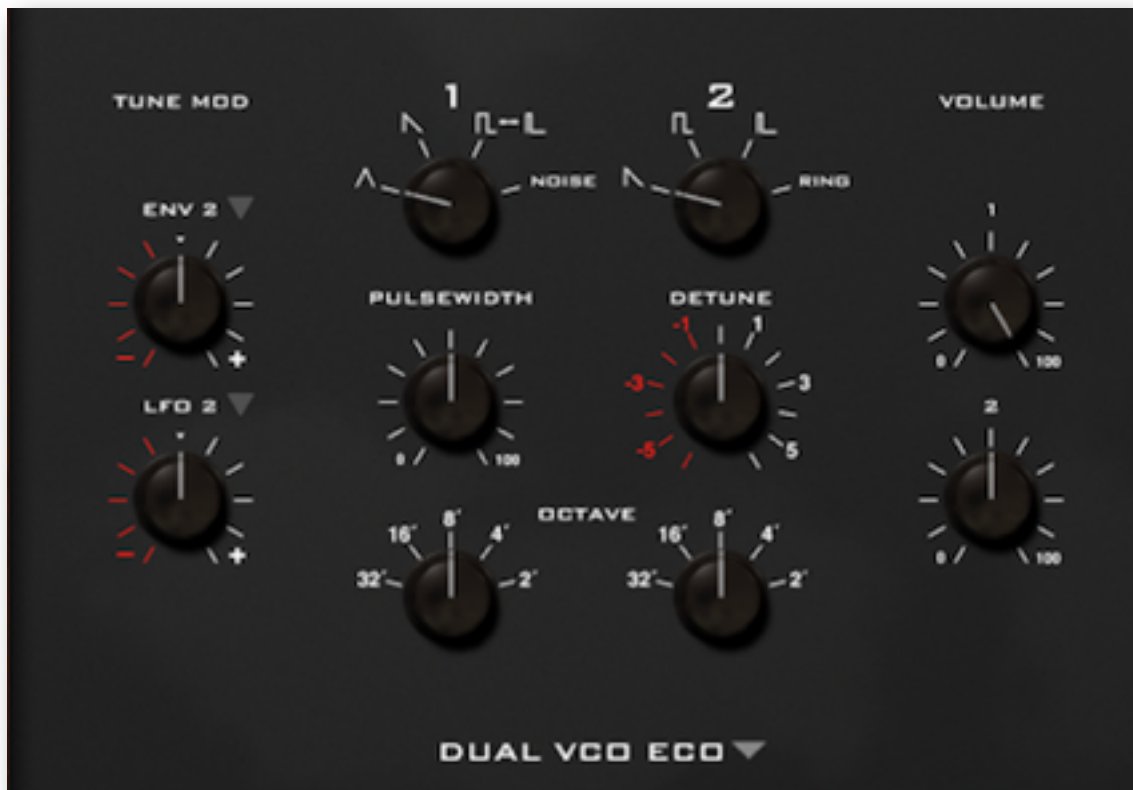 TUNE MOD
1
2
VOLUME
NOISE
RING
ENV 2
1
PULSEWIDTH
DETUNE
-1
1
-3
3
- +
0 100
LFO 2
2
-5
5
0 100
OCTAVE
8'
8'
16'
4'
16'
4'
- +
0 100
32'
2'
32'
2'
DUAL VCO ECO